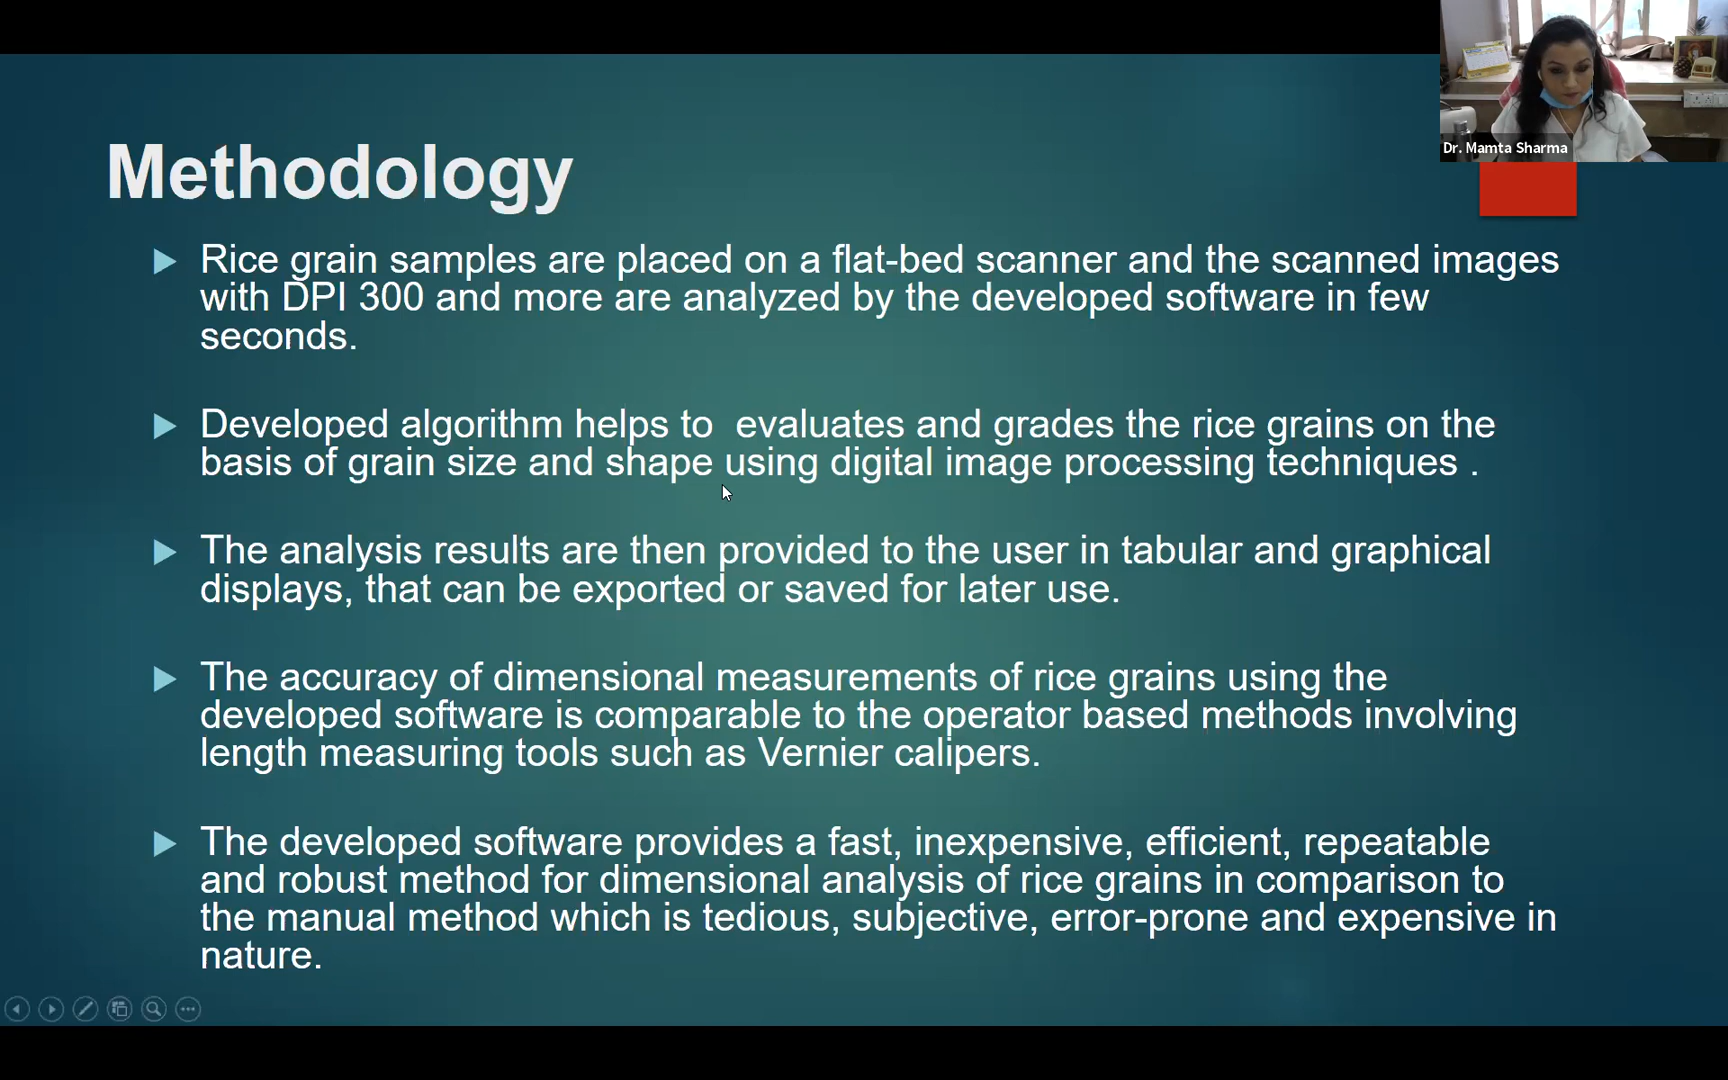 Dr. Mamta Sharma
Methodology
Rice grain samples are placed on a flat-bed scanner and the scanned images
with DPI 300 and more are analyzed by the developed software in few
seconds.
Developed algorithm helps to  evaluates and grades the rice grains on the
basis of grain size and shape using digital image processing techniques .
The analysis results are then provided to the user in tabular and graphical
displays, that can be exported or saved for later use.
The accuracy of dimensional measurements of rice grains using the
developed software is comparable to the operator based methods involving
length measuring tools such as Vernier calipers.
The developed software provides a fast, inexpensive, efficient, repeatable
and robust method for dimensional analysis of rice grains in comparison to
the manual method which is tedious, subjective, error-prone and expensive in
nature.